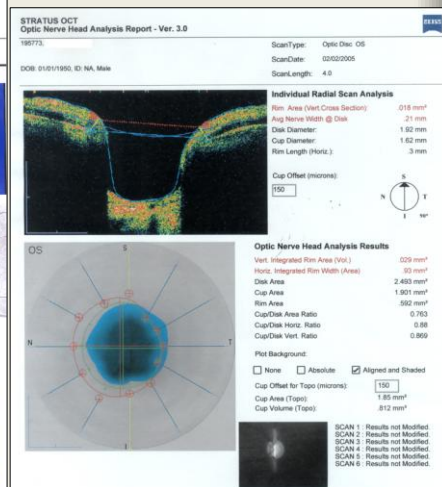 STRATUS OCT
Optic Nerve Head Analysis Report - Ver. 3.0
ZEISS
195773,
DOB: 01/01/1950, ID: NA, Male
ScanType: Optic Disc OS
ScanDate: 02/02/2005
ScanLength: 4.0
Individual Radial Scan Analysis
Rim Area (Vert.Cross Section): .018 mm²
Avg Nerve Width @ Disk: .21 mm
Disk Diameter: 1.92 mm
Cup Diameter: 1.62 mm
Rim Length (Horiz.): .3 mm
Cup Offset (microns):
150
S
N T
I 90°
OS
S
N T
I
Optic Nerve Head Analysis Results
Vert. Integrated Rim Area (Vol.) .029 mm³
Horiz. Integrated Rim Width (Area) .93 mm²
Disk Area 2.493 mm²
Cup Area 1.901 mm²
Rim Area .592 mm²
Cup/Disk Area Ratio 0.763
Cup/Disk Horiz. Ratio 0.88
Cup/Disk Vert. Ratio 0.869
Plot Background:
None Absolute Aligned and Shaded
Cup Offset for Topo (microns): 150
Cup Area (Topo) 1.85 mm²
Cup Volume (Topo): .812 mm³
SCAN 1 : Results not Modified.
SCAN 2 : Results not Modified.
SCAN 3 : Results not Modified.
SCAN 4 : Results not Modified.
SCAN 5 : Results not Modified.
SCAN 6 : Results not Modified.